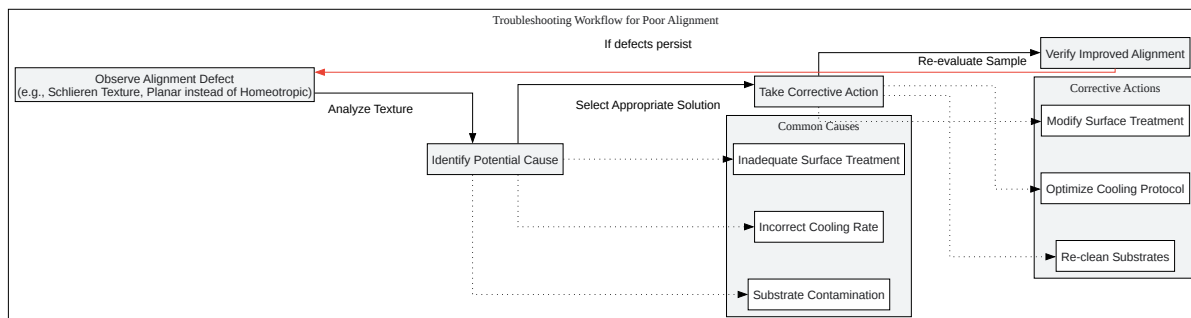 Troubleshooting Workflow for Poor Alignment
If defects persist
Verify Improved Alignment
Re-evaluate Sample
Observe Alignment Defect
(e.g., Schlieren Texture, Planar instead of Homeotropic)
Analyze Texture
Select Appropriate Solution
Take Corrective Action
Identify Potential Cause
Common Causes
Inadequate Surface Treatment
Incorrect Cooling Rate
Substrate Contamination
Corrective Actions
Modify Surface Treatment
Optimize Cooling Protocol
Re-clean Substrates